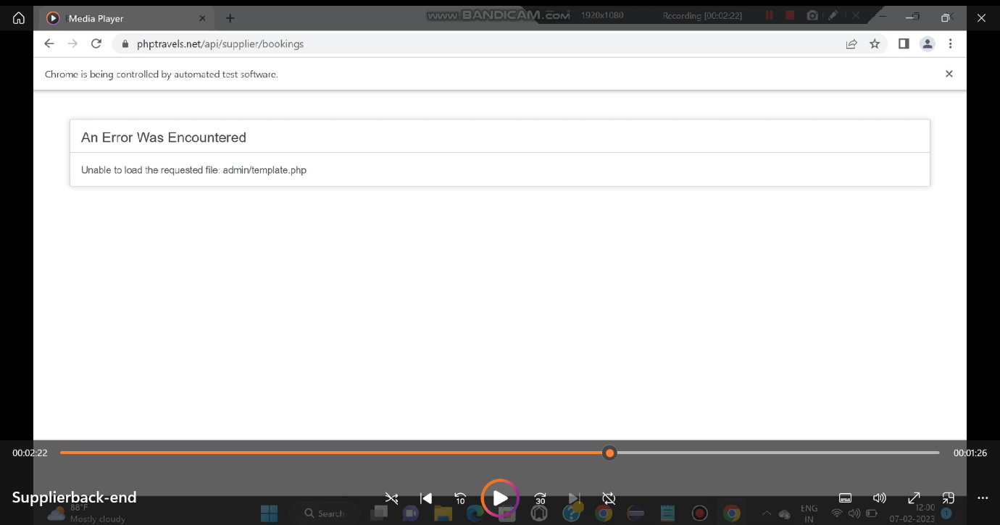 Media Player
www.BANDICAM.com
1920x1080
Recording [00:02:22]
phptravels.net/api/supplier/bookings
Chrome is being controlled by automated test software.
An Error Was Encountered
Unable to load the requested file: admin/template.php
00:02:22
00:01:26
Supplierback-end
10
30
88°F
Mostly cloudy
Search
ENG
IN
12:00
07-02-2023
1